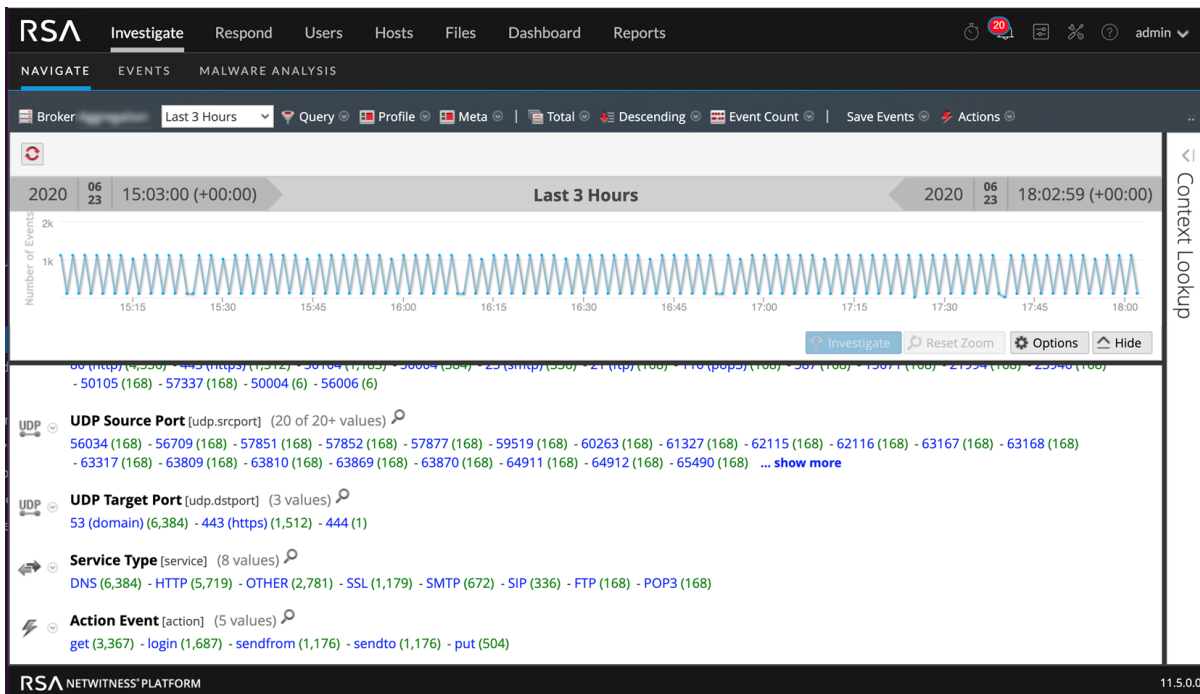 RSA Investigate Respond Users Hosts Files Dashboard Reports 20 admin
NAVIGATE EVENTS MALWARE ANALYSIS
Broker Last 3 Hours Query Profile Meta | Total Descending Event Count | Save Events Actions
2020 06 23 15:03:00 (+00:00) Last 3 Hours 2020 06 23 18:02:59 (+00:00)
Context Lookup
Number of Events
2k
1k
15:15 15:30 15:45 16:00 16:15 16:30 16:45 17:00 17:15 17:30 17:45 18:00
Investigate Reset Zoom Options Hide
- 50105 (168) - 57337 (168) - 50004 (6) - 56006 (6)
UDP UDP Source Port [udp.srcport] (20 of 20+ values)
56034 (168) - 56709 (168) - 57851 (168) - 57852 (168) - 57877 (168) - 59519 (168) - 60263 (168) - 61327 (168) - 62115 (168) - 62116 (168) - 63167 (168) - 63168 (168)
- 63317 (168) - 63809 (168) - 63810 (168) - 63869 (168) - 63870 (168) - 64911 (168) - 64912 (168) - 65490 (168) ... show more
UDP UDP Target Port [udp.dstport] (3 values)
53 (domain) (6,384) - 443 (https) (1,512) - 444 (1)
Service Type [service] (8 values)
DNS (6,384) - HTTP (5,719) - OTHER (2,781) - SSL (1,179) - SMTP (672) - SIP (336) - FTP (168) - POP3 (168)
Action Event [action] (5 values)
get (3,367) - login (1,687) - sendfrom (1,176) - sendto (1,176) - put (504)
RSA NETWITNESS® PLATFORM 11.5.0.0